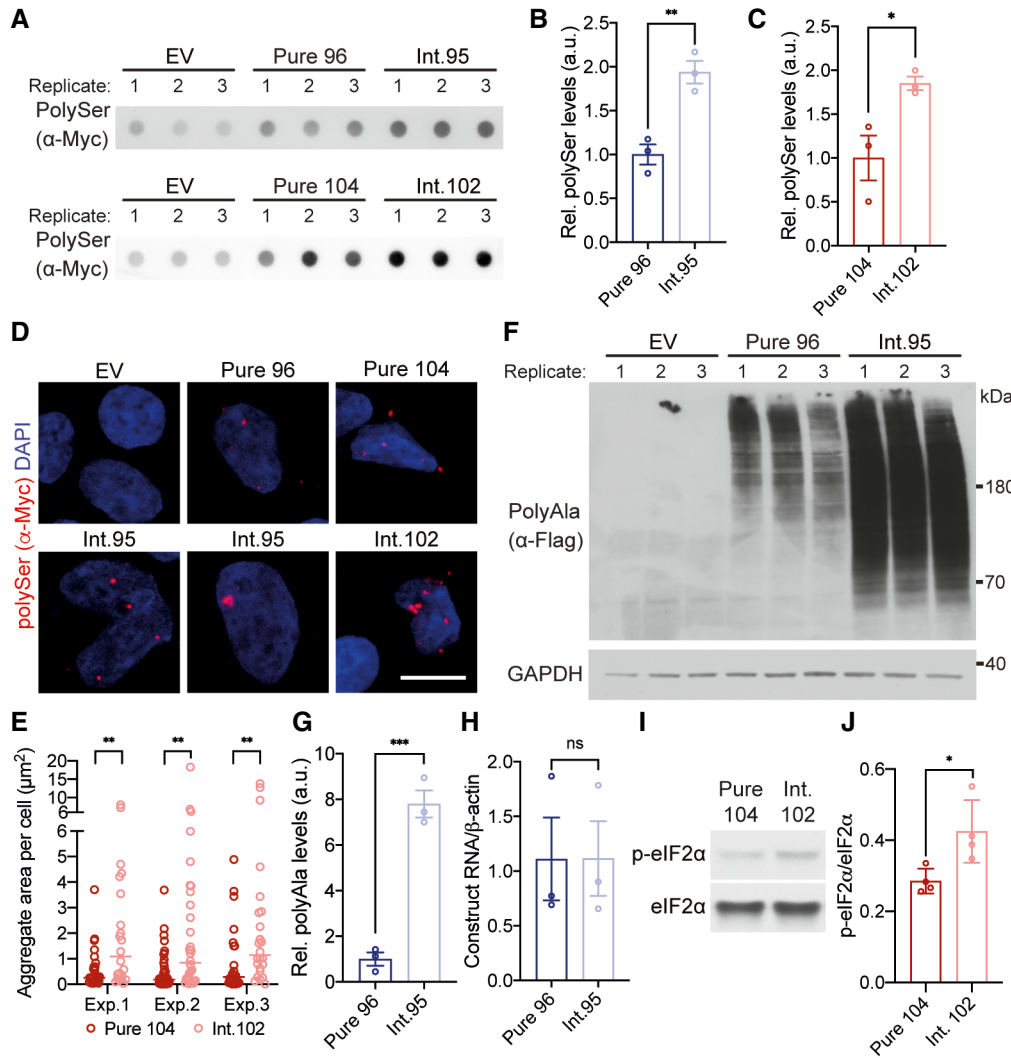 A
EV Pure 96 Int.95
Replicate: 1 2 3 1 2 3 1 2 3
PolySer
(α-Myc)
EV Pure 104 Int.102
Replicate: 1 2 3 1 2 3 1 2 3
PolySer
(α-Myc)
B
Rel. polySer levels (a.u.)
2.5
2.0
1.5
1.0
0.5
0.0
**
Pure 96
Int.95
C
Rel. polySer levels (a.u.)
2.5
2.0
1.5
1.0
0.5
0.0
*
Pure 104
Int.102
D
polySer (α-Myc) DAPI
EV Pure 96 Pure 104
Int.95 Int.95 Int.102
F
EV Pure 96 Int.95
Replicate: 1 2 3 1 2 3 1 2 3
kDa
180
PolyAla
(α-Flag)
70
40
GAPDH
E
Aggregate area per cell (µm²)
** ** **
20
15
10
6
6
5
4
3
2
1
0
Exp.1 Exp.2 Exp.3
Pure 104 Int.102
G
Rel. polyAla levels (a.u.)
10
8
6
4
2
0
***
Pure 96
Int.95
H
Construct RNA/β-actin
2.0
1.5
1.0
0.5
0.0
ns
Pure 96
Int.95
I
Pure Int.
104 102
p-eIF2α
eIF2α
J
p-eIF2α/eIF2α
0.6
0.4
0.2
0.0
*
Pure 104
Int. 102